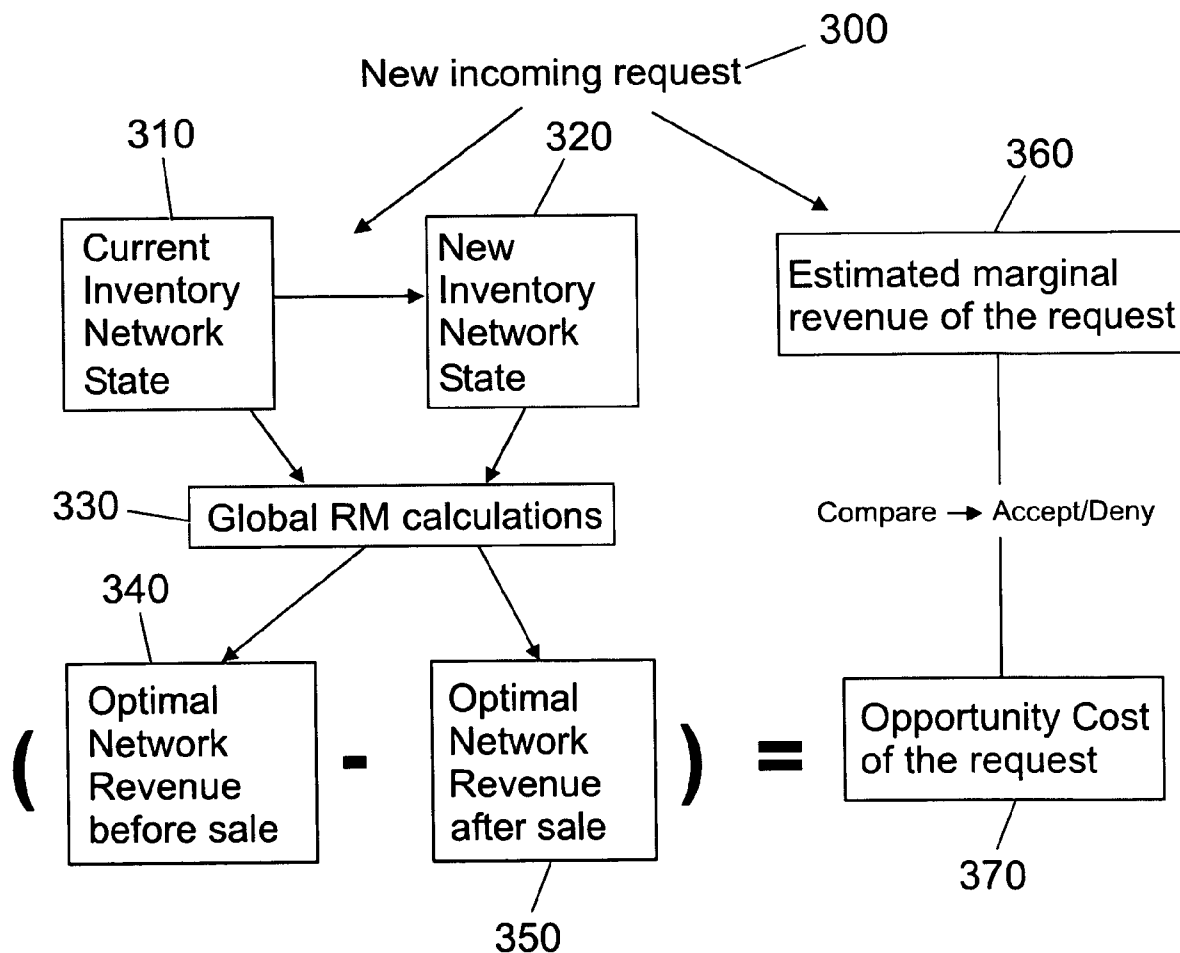 300
New incoming request
310
320
360
Current
Inventory
Network
State
New
Inventory
Network
State
Estimated marginal
revenue of the request
330
Global RM calculations
Compare → Accept/Deny
340
(
Optimal
Network
Revenue
before sale
-
Optimal
Network
Revenue
after sale
)
=
Opportunity Cost
of the request
350
370